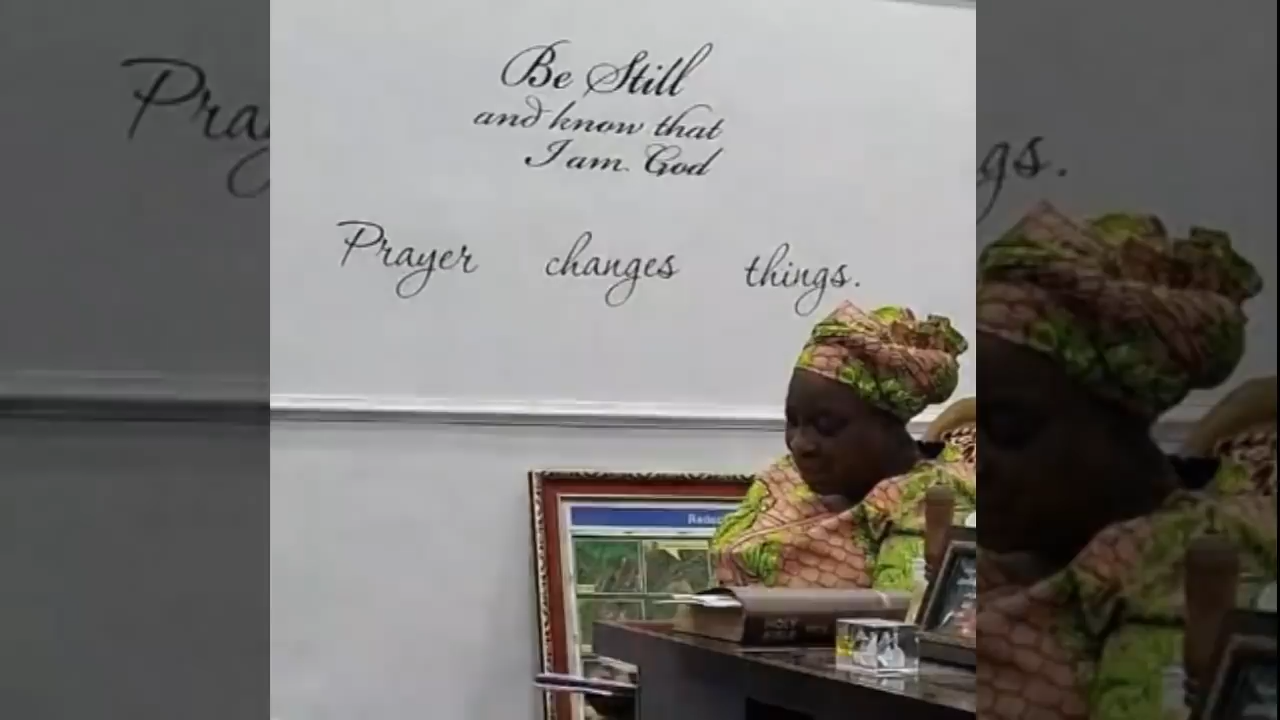 Be Still
and know that
I am God
Prayer changes things.
HOLY
BIBLE